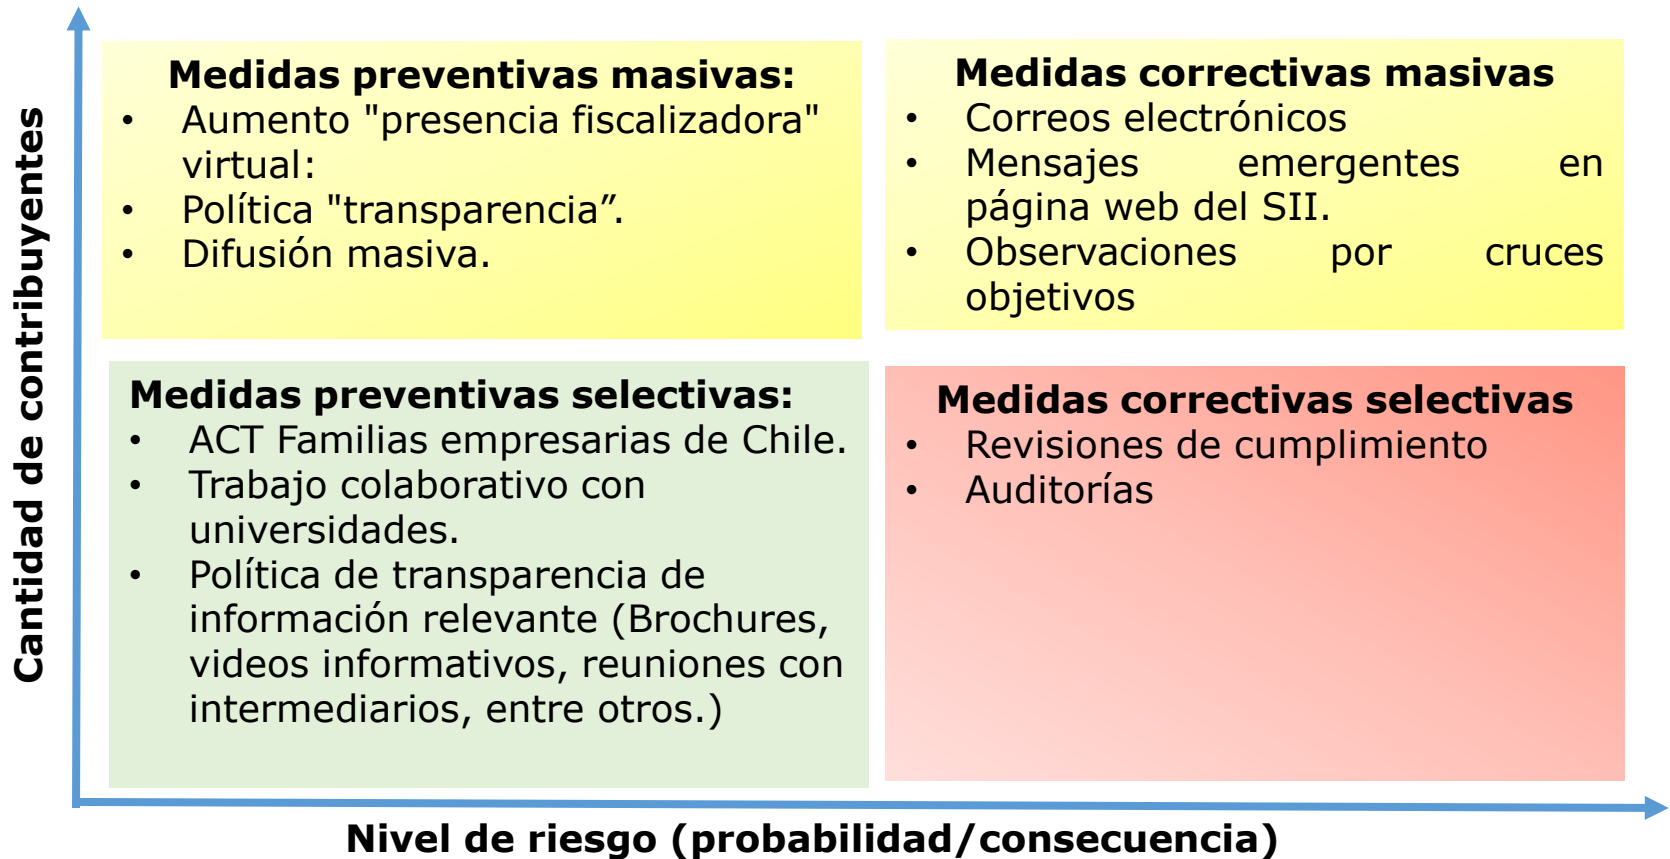 Cantidad de contribuyentes
Medidas preventivas masivas:
• Aumento "presencia fiscalizadora"
virtual:
• Política "transparencia”.
• Difusión masiva.
Medidas correctivas masivas
• Correos electrónicos
• Mensajes emergentes en
página web del SII.
• Observaciones por cruces
objetivos
Medidas preventivas selectivas:
• ACT Familias empresarias de Chile.
• Trabajo colaborativo con
universidades.
• Política de transparencia de
información relevante (Brochures,
videos informativos, reuniones con
intermediarios, entre otros.)
Medidas correctivas selectivas
• Revisiones de cumplimiento
• Auditorías
Nivel de riesgo (probabilidad/consecuencia)